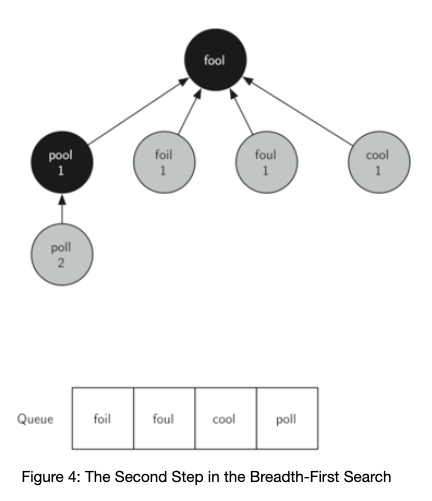 fool
pool
1
foil
1
foul
1
cool
1
poll
2
Queue foil foul cool poll
Figure 4: The Second Step in the Breadth-First Search